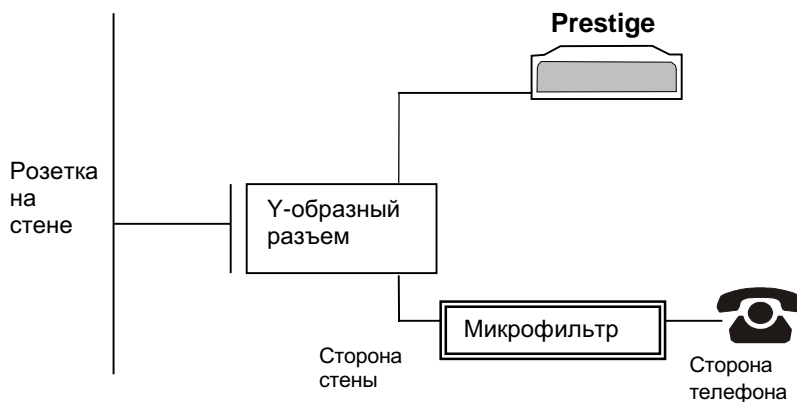 Prestige
Розетка
на
стене
Y-образный
разъем
Микрофильтр
Сторона
стены
Сторона
телефона